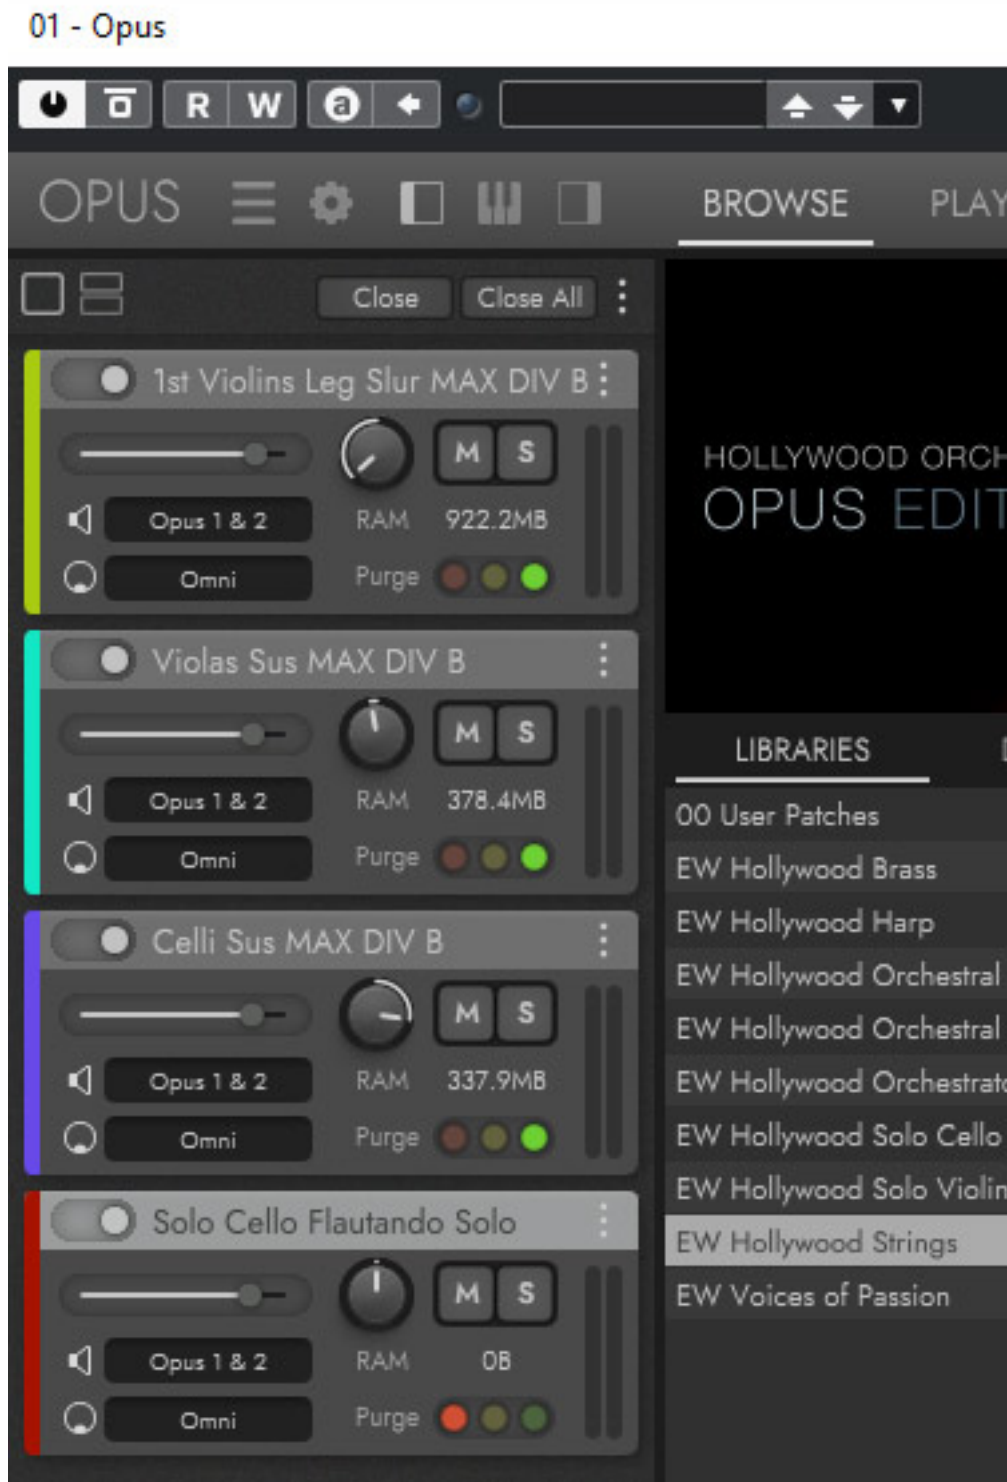 01 - Opus
R W a
OPUS BROWSE PLAY
Close Close All
1st Violins Leg Slur MAX DIV B
M S
Opus 1 & 2 RAM 922.2MB
Omni Purge
Violas Sus MAX DIV B
M S
Opus 1 & 2 RAM 378.4MB
Omni Purge
Celli Sus MAX DIV B
M S
Opus 1 & 2 RAM 337.9MB
Omni Purge
Solo Cello Flautando Solo
M S
Opus 1 & 2 RAM 0B
Omni Purge
HOLLYWOOD ORCH
OPUS EDIT
LIBRARIES
00 User Patches
EW Hollywood Brass
EW Hollywood Harp
EW Hollywood Orchestral
EW Hollywood Orchestral
EW Hollywood Orchestrato
EW Hollywood Solo Cello
EW Hollywood Solo Violin
EW Hollywood Strings
EW Voices of Passion